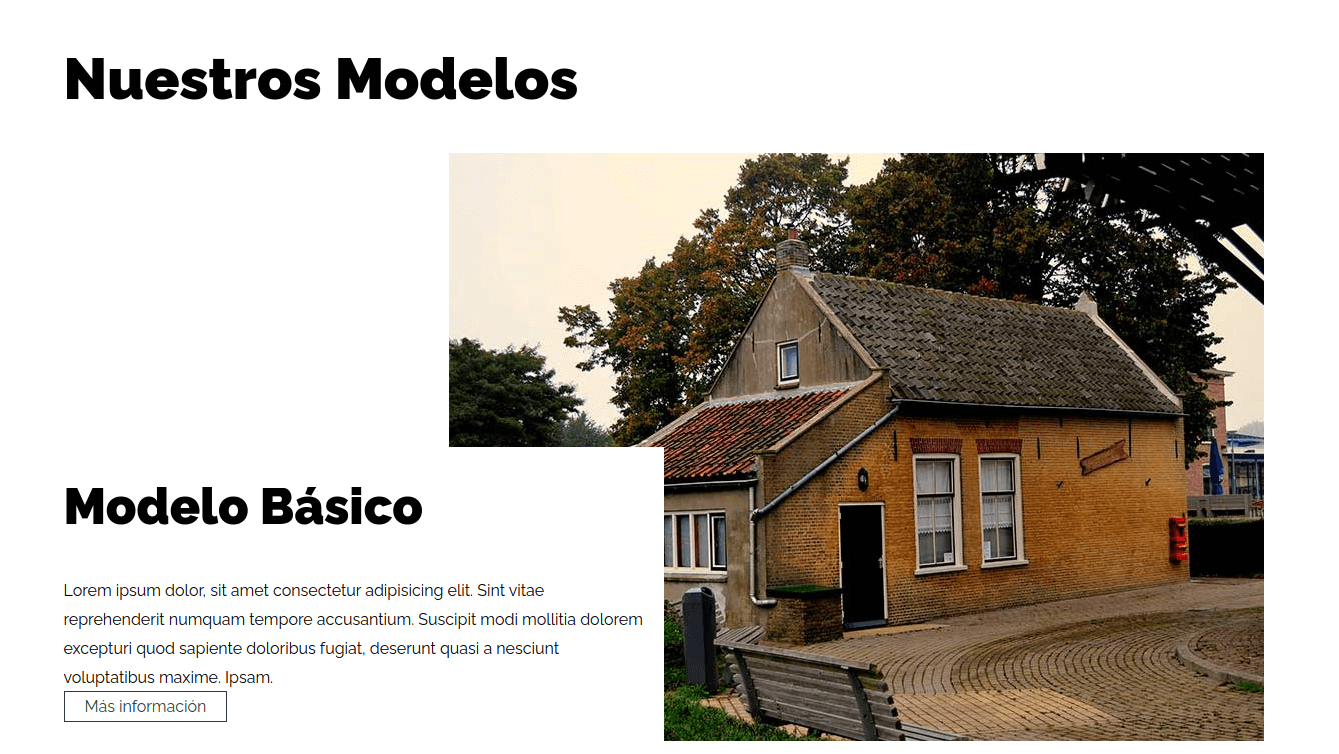 Nuestros Modelos
Modelo Básico
Lorem ipsum dolor, sit amet consectetur adipisicing elit. Sint vitae
reprehenderit numquam tempore accusantium. Suscipit modi mollitia dolorem
excepturi quod sapiente doloribus fugiat, deserunt quasi a nesciunt
voluptatibus maxime. Ipsam.
Más información